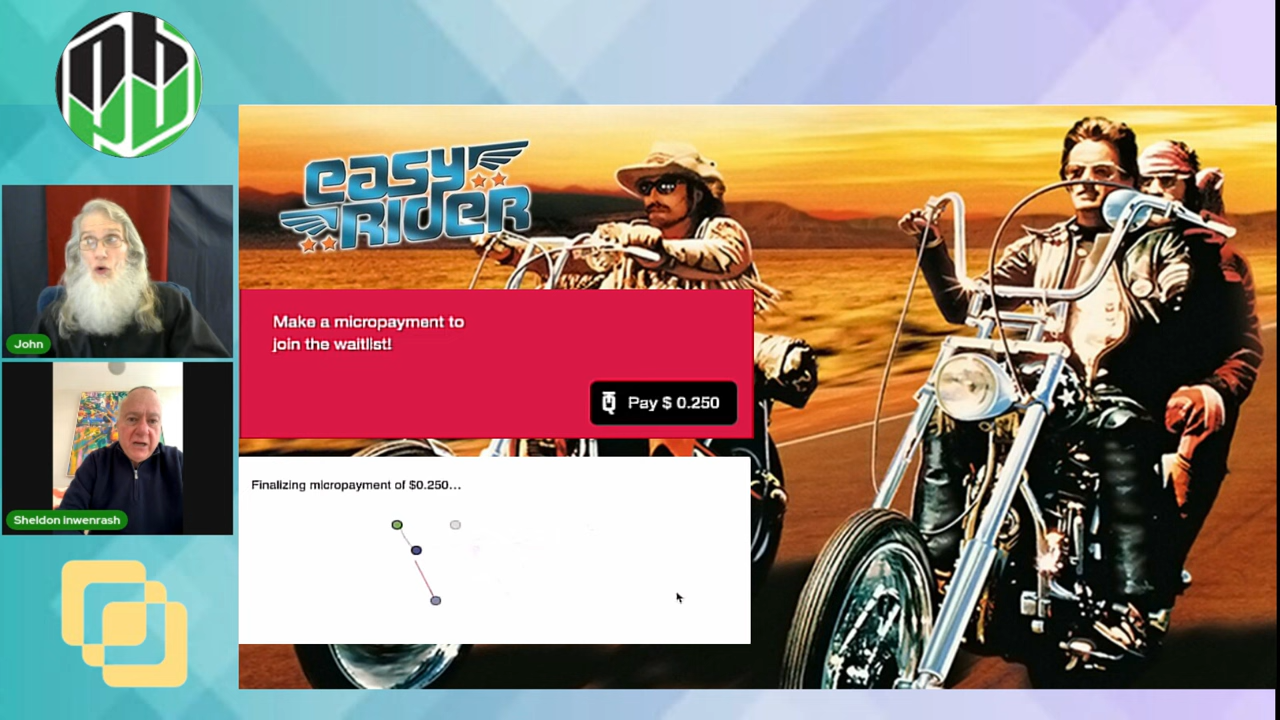 easy
RIDER
Make a micropayment to
join the waitlist!
Pay $ 0.250
John
Finalizing micropayment of $0.250...
Sheldon inwenrash